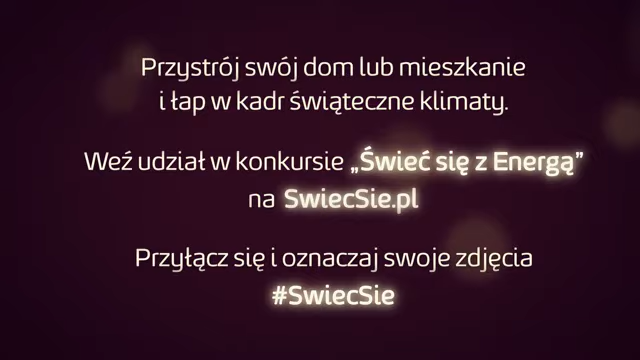 Przystrój swój dom lub mieszkanie
i łap w kadr świąteczne klimaty.
Weź udział w konkursie „Świeć się z Energą”
na SwiecSie.pl
Przyłącz się i oznaczaj swoje zdjęcia
#SwiecSie